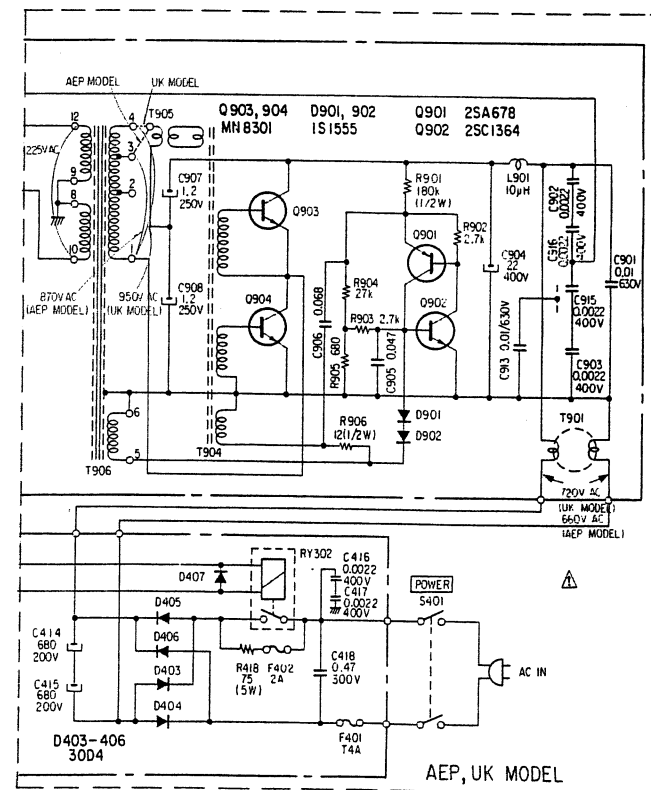 AEP MODEL
UK MODEL
T905
Q903, 904
MN8301
D901, 902
1S1555
Q901 2SA678
Q902 2SC1364
12
4
3
2
1
9
8
10
225VAC
C907
1.2
250V
Q903
R901
180k
(1/2W)
L901
10μH
C902
0.0022
400V
Q901
R902
2.7k
C904
22
400V
C916
0.0022
400V
C901
0.01
630V
870VAC
(AEP MODEL)
950V AC
(UK MODEL)
C908
1.2
250V
Q904
C906 0.068
R904
27k
Q902
R903 2.7k
R905 680
C905 0.047
C913 0.01/630V
C915
0.0022
400V
C903
0.0022
400V
6
5
R906
12(1/2W)
D901
D902
T901
T906
T904
720V AC
(UK MODEL)
660V AC
(AEP MODEL)
RY302
D407
C416
0.0022
400V
C417
0.0022
400V
POWER
S401
D405
C414
680
200V
D406
D403
R418
75
(5W)
F402
2A
C418
0.47
300V
AC IN
C415
680
200V
D404
F401
T4A
D403-406
30D4
AEP, UK MODEL